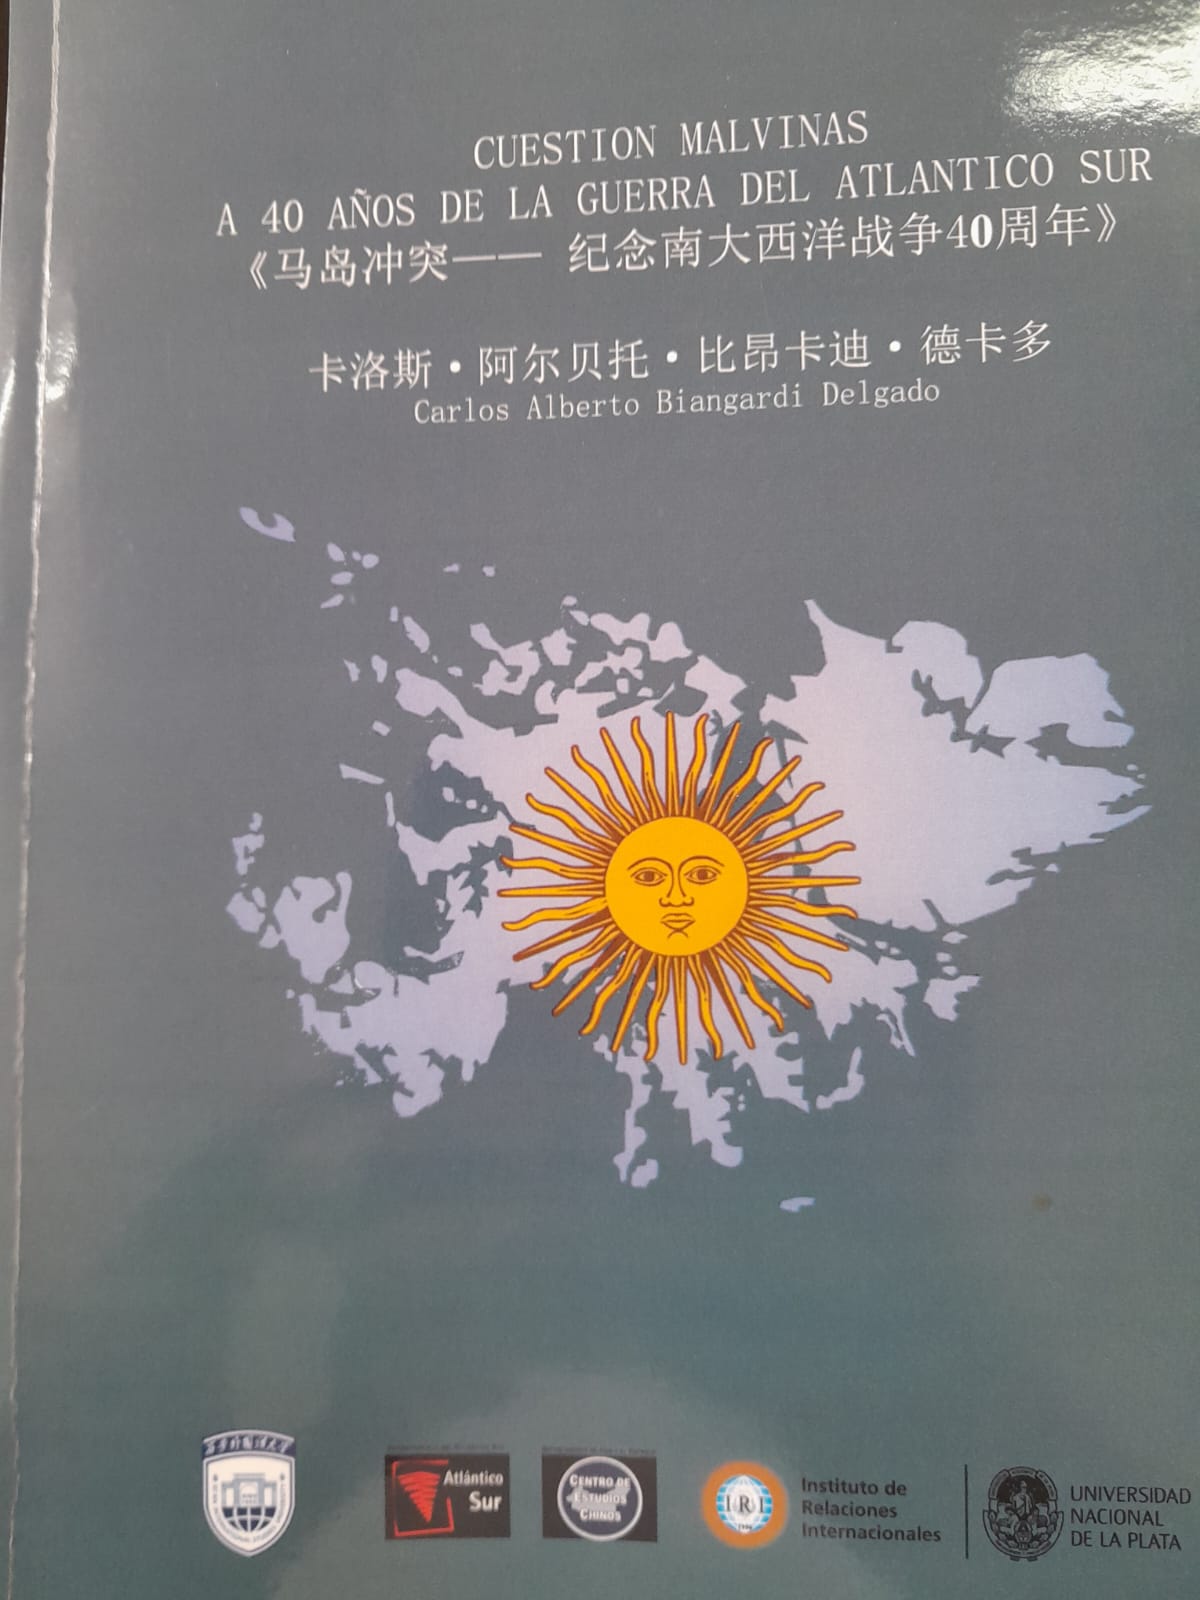 CUESTION MALVINAS
A 40 AÑOS DE LA GUERRA DEL ATLANTICO SUR
《马岛冲突—— 纪念南大西洋战争40周年》
卡洛斯·阿尔贝托·比昂卡迪·德卡多
Carlos Alberto Biangardi Delgado
Atlántico
Sur
CENTRO DE
ESTUDIOS
CHINOS
IRI
Instituto de
Relaciones
Internacionales
UNIVERSIDAD
NACIONAL
DE LA PLATA